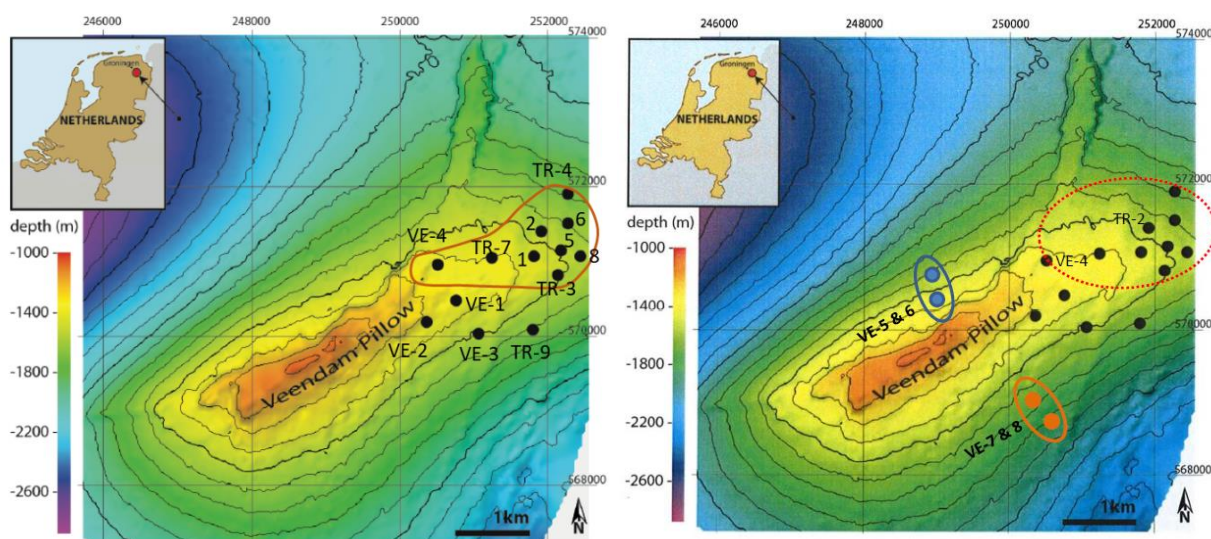 246000 248000 250000 252000
574000
Groningen
NETHERLANDS
572000
TR-4
6
2
5
VE-4
TR-7
1
8
TR-3
VE-1
570000
VE-2
VE-3
TR-9
Veendam Pillow
568000
depth (m)
-1000
-1400
-1800
-2200
-2600
1km
N
246000 248000 250000 252000
574000
Groningen
NETHERLANDS
572000
TR-2
VE-4
VE-5 & 6
570000
Veendam Pillow
VE-7 & 8
568000
depth (m)
-1000
-1400
-1800
-2200
-2600
1km
N